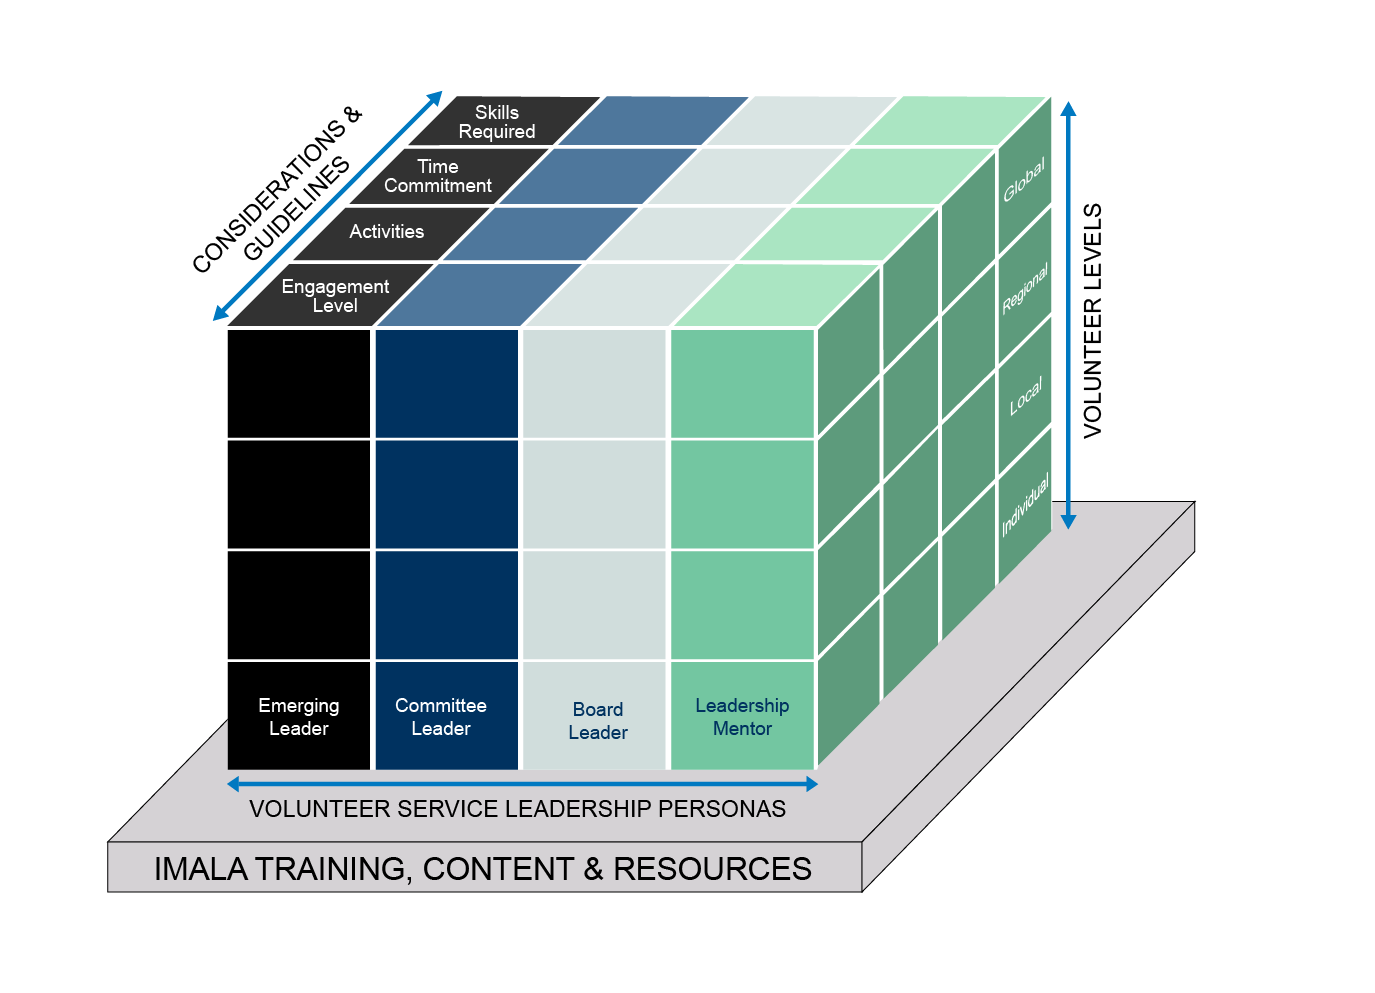 CONSIDERATIONS &
GUIDELINES
Skills
Required
Time
Commitment
Activities
Engagement
Level
Global
Regional
Local
Individual
VOLUNTEER LEVELS
Emerging
Leader
Committee
Leader
Board
Leader
Leadership
Mentor
VOLUNTEER SERVICE LEADERSHIP PERSONAS
IMALA TRAINING, CONTENT & RESOURCES